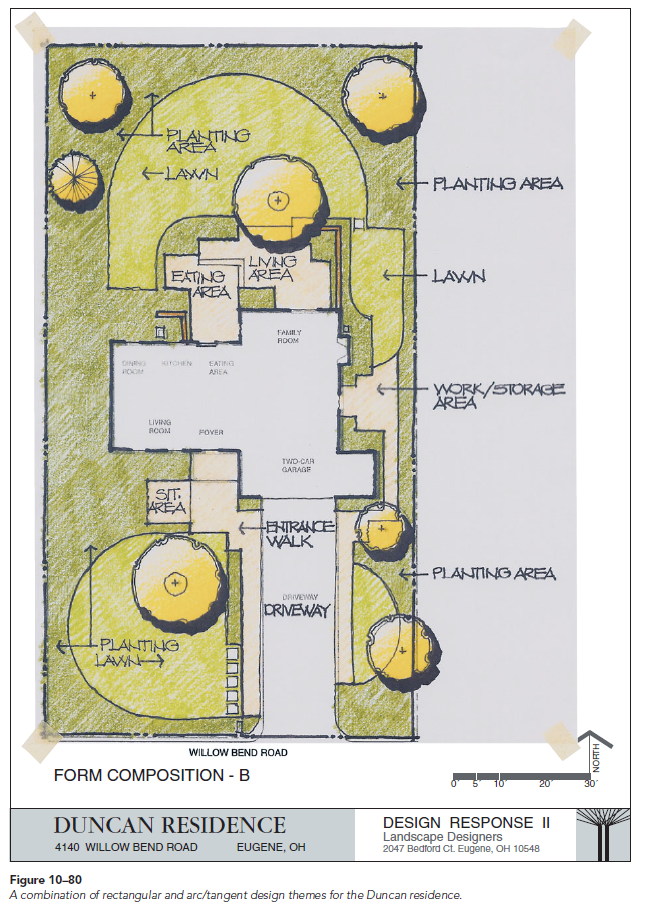 PLANTING
AREA
LAWN
PLANTING AREA
LIVING
AREA
EATING
AREA
LAWN
FAMILY
ROOM
DINING
ROOM
KITCHEN
EATING
AREA
WORK/STORAGE
AREA
LIVING
ROOM
FOYER
TWO-CAR
GARAGE
SIT.
AREA
ENTRANCE
WALK
PLANTING AREA
DRIVEWAY
DRIVEWAY
PLANTING
LAWN
WILLOW BEND ROAD
NORTH
FORM COMPOSITION - B
0' 5' 10' 20' 30'
DUNCAN RESIDENCE
4140 WILLOW BEND ROAD EUGENE, OH
DESIGN RESPONSE II
Landscape Designers
2047 Bedford Ct. Eugene, OH 10548
Figure 10–80
A combination of rectangular and arc/tangent design themes for the Duncan residence.